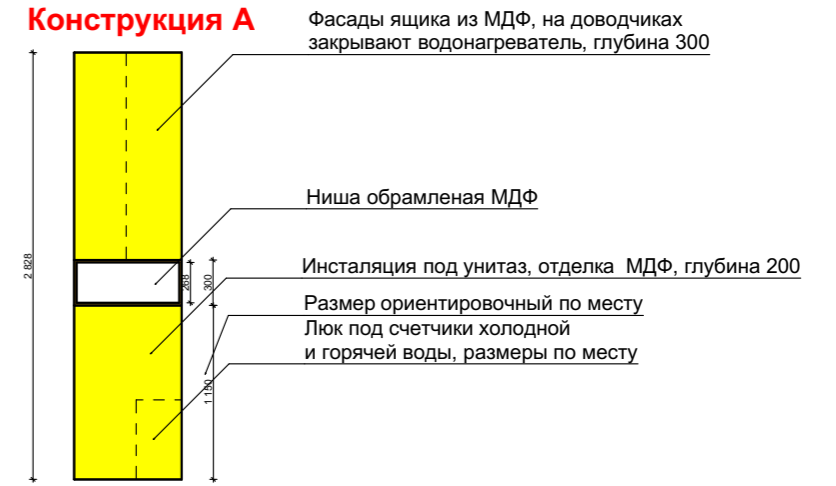 Конструкция А
Фасады ящика из МДФ, на доводчиках
закрывают водонагреватель, глубина 300
Ниша обрамленая МДФ
Инсталяция под унитаз, отделка МДФ, глубина 200
Размер ориентировочный по месту
Люк под счетчики холодной
и горячей воды, размеры по месту
2 828
268
300